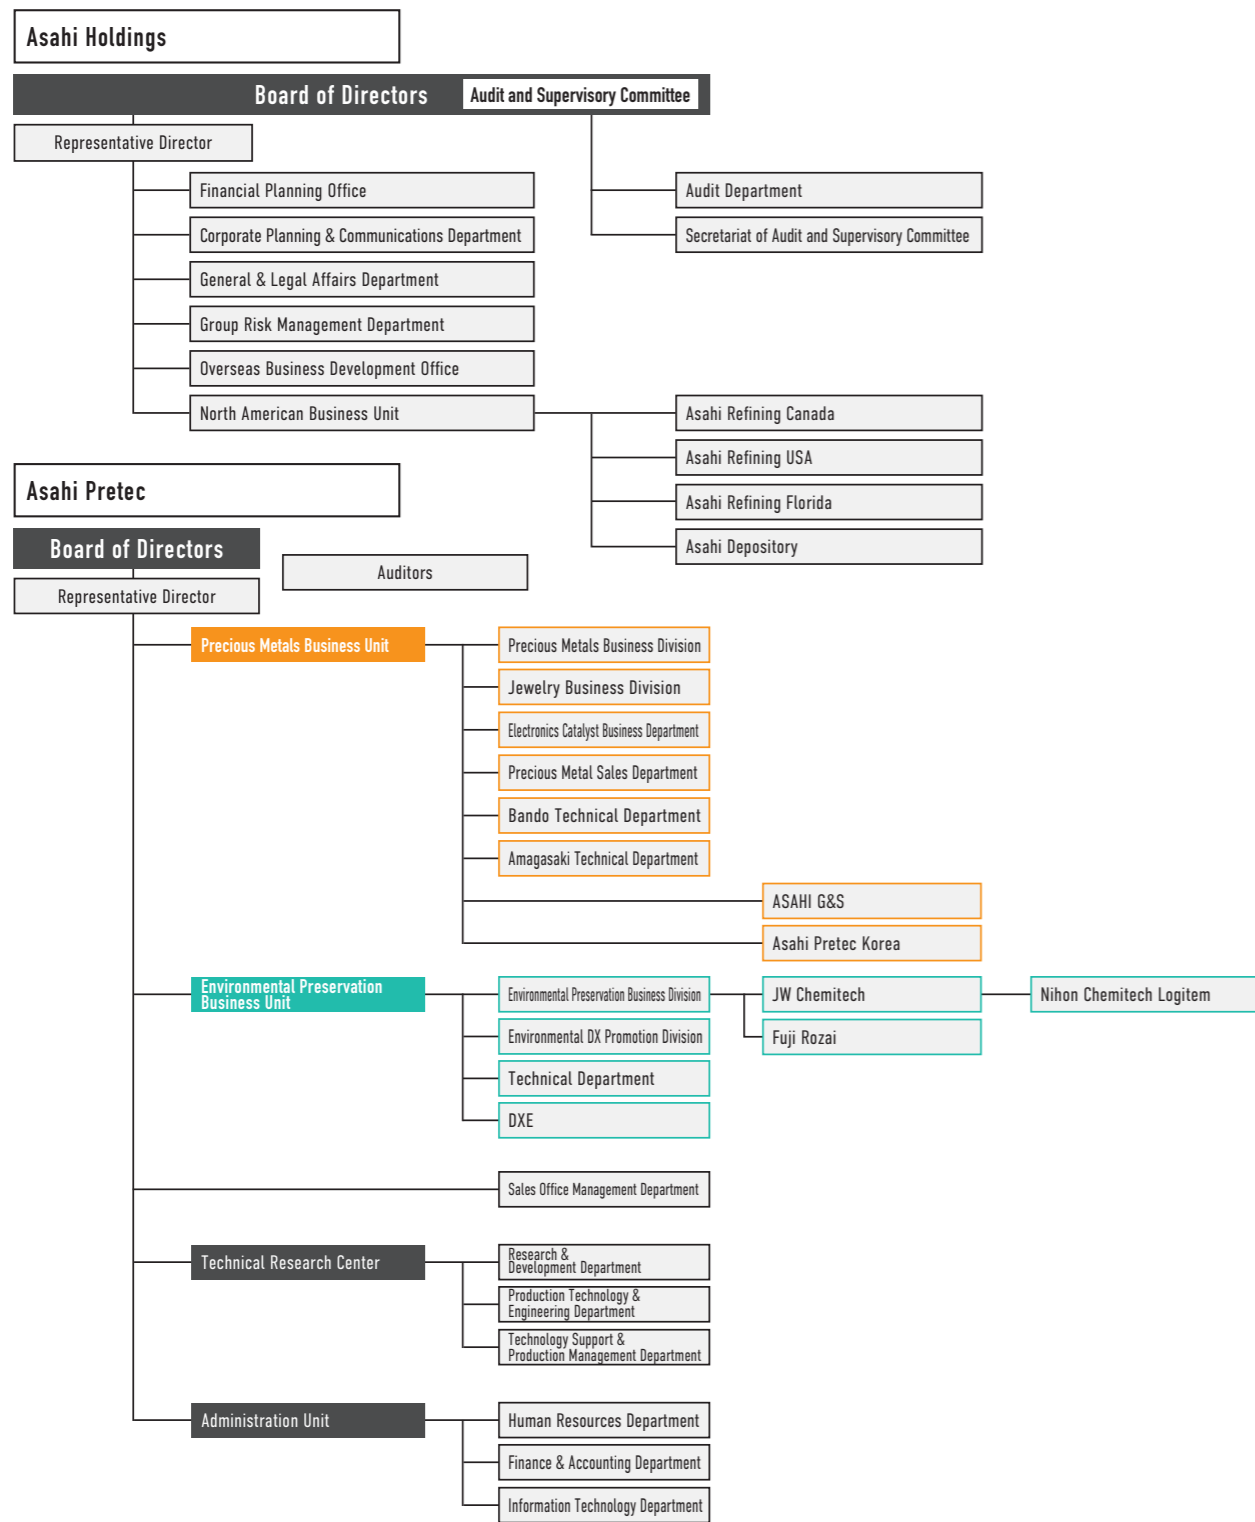 Asahi Holdings
Board of Directors
Audit and Supervisory Committee
Representative Director
Financial Planning Office
Audit Department
Corporate Planning & Communications Department
Secretariat of Audit and Supervisory Committee
General & Legal Affairs Department
Group Risk Management Department
Overseas Business Development Office
North American Business Unit
Asahi Refining Canada
Asahi Refining USA
Asahi Refining Florida
Asahi Depository
Asahi Pretec
Board of Directors
Auditors
Representative Director
Precious Metals Business Unit
Precious Metals Business Division
Jewelry Business Division
Electronics Catalyst Business Department
Precious Metal Sales Department
Bando Technical Department
Amagasaki Technical Department
ASAHI G&S
Asahi Pretec Korea
Environmental Preservation
Business Unit
Environmental Preservation Business Division
JW Chemitech
Nihon Chemitech Logitem
Environmental DX Promotion Division
Fuji Rozai
Technical Department
DXE
Sales Office Management Department
Technical Research Center
Research &
Development Department
Production Technology &
Engineering Department
Technology Support &
Production Management Department
Administration Unit
Human Resources Department
Finance & Accounting Department
Information Technology Department